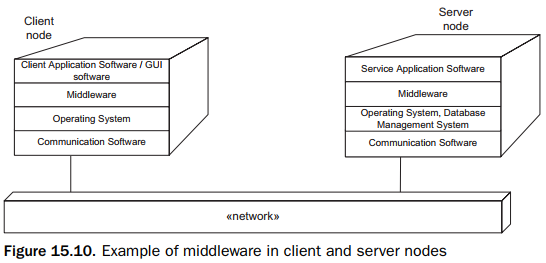 Client
node
Client Application Software / GUI
software
Middleware
Operating System
Communication Software
Server
node
Service Application Software
Middleware
Operating System, Database
Management System
Communication Software
«network»
Figure 15.10. Example of middleware in client and server nodes